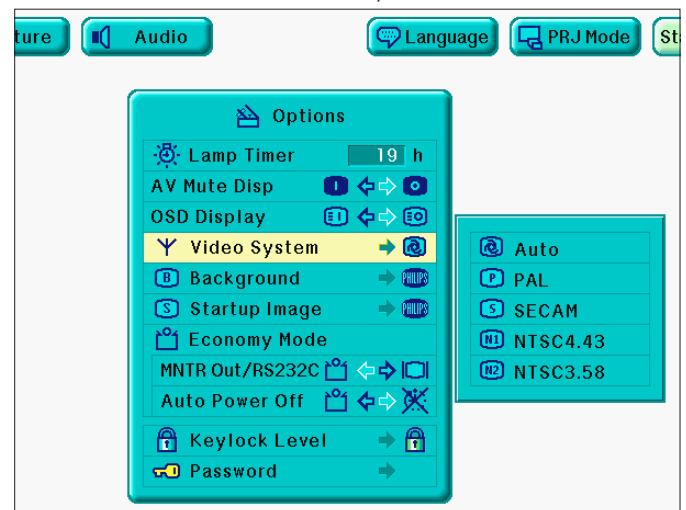 ture
Audio
Language
PRJ Mode
St
Options
Lamp Timer 19 h
AV Mute Disp
OSD Display
Video System
B Background PHILIPS
S Startup Image PHILIPS
Economy Mode
MNTR Out/RS232C
Auto Power Off
Keylock Level
Password
Auto
P PAL
S SECAM
N1 NTSC4.43
N2 NTSC3.58